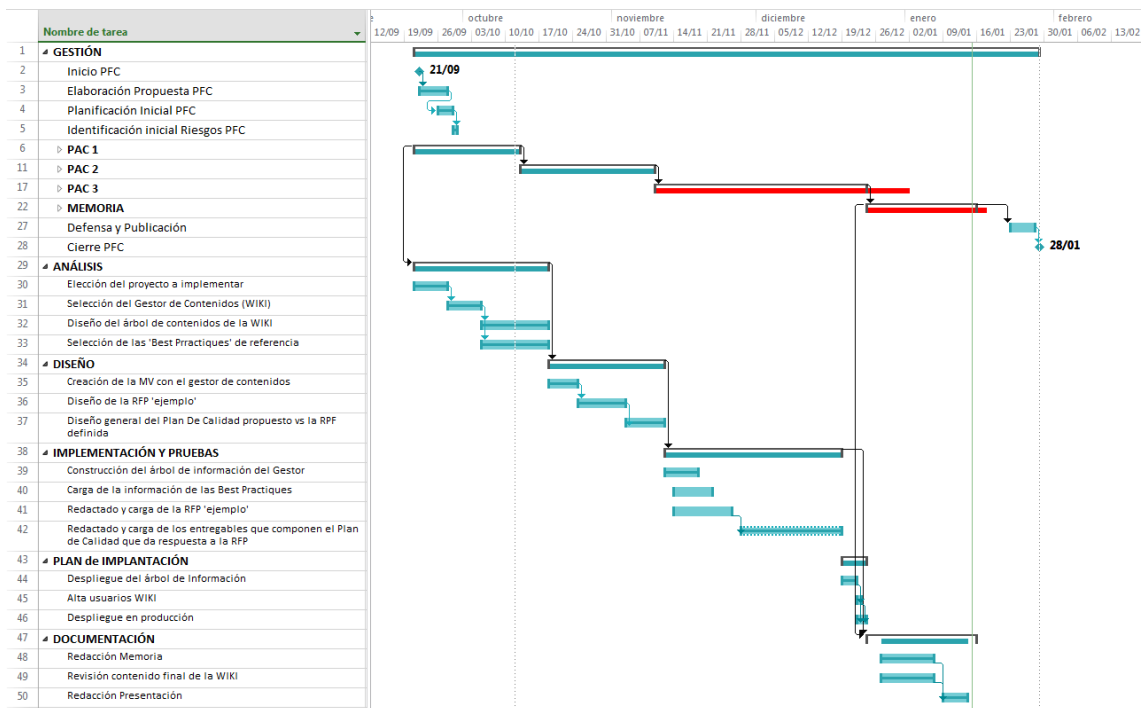 octubre noviembre diciembre enero febrero
Nombre de tarea
12/09 19/09 26/09 03/10 10/10 17/10 24/10 31/10 07/11 14/11 21/11 28/11 05/12 12/12 19/12 26/12 02/01 09/01 16/01 23/01 30/01 06/02 13/02
1 GESTIÓN
2 Inicio PFC 21/09
3 Elaboración Propuesta PFC
4 Planificación Inicial PFC
5 Identificación inicial Riesgos PFC
6 PAC 1
11 PAC 2
17 PAC 3
22 MEMORIA
27 Defensa y Publicación
28 Cierre PFC 28/01
29 ANÁLISIS
30 Elección del proyecto a implementar
31 Selección del Gestor de Contenidos (WIKI)
32 Diseño del árbol de contenidos de la WIKI
33 Selección de las 'Best Prractiques' de referencia
34 DISEÑO
35 Creación de la MV con el gestor de contenidos
36 Diseño de la RFP 'ejemplo'
37 Diseño general del Plan De Calidad propuesto vs la RPF
definida
38 IMPLEMENTACIÓN Y PRUEBAS
39 Construcción del árbol de información del Gestor
40 Carga de la información de las Best Practiques
41 Redactado y carga de la RFP 'ejemplo'
42 Redactado y carga de los entregables que componen el Plan
de Calidad que da respuesta a la RFP
43 PLAN de IMPLANTACIÓN
44 Despliegue del árbol de Información
45 Alta usuarios WIKI
46 Despliegue en producción
47 DOCUMENTACIÓN
48 Redacción Memoria
49 Revisión contenido final de la WIKI
50 Redacción Presentación